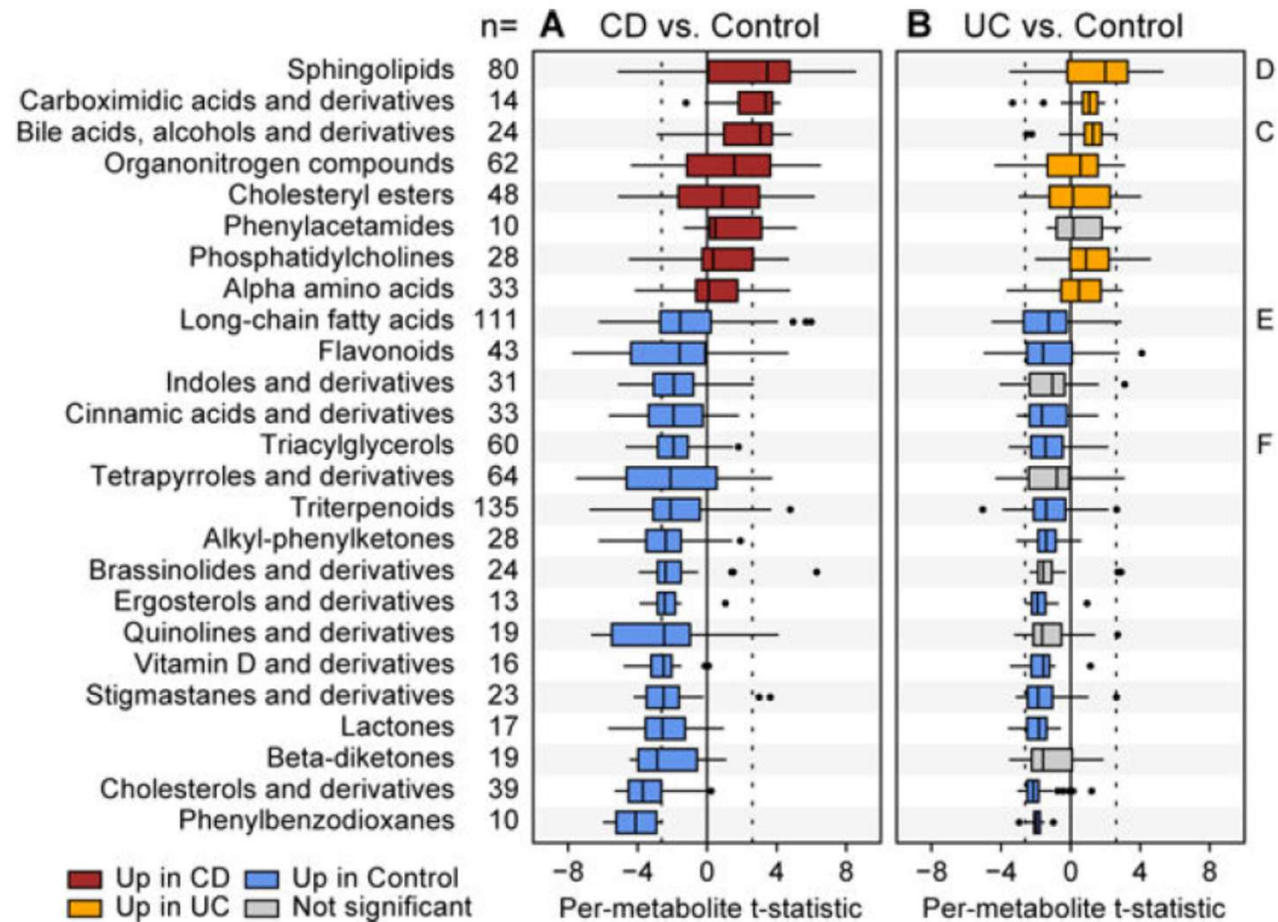 n= A CD vs. Control B UC vs. Control
Sphingolipids 80 D
Carboximidic acids and derivatives 14
Bile acids, alcohols and derivatives 24 C
Organonitrogen compounds 62
Cholesteryl esters 48
Phenylacetamides 10
Phosphatidylcholines 28
Alpha amino acids 33
Long-chain fatty acids 111 E
Flavonoids 43
Indoles and derivatives 31
Cinnamic acids and derivatives 33
Triacylglycerols 60 F
Tetrapyrroles and derivatives 64
Triterpenoids 135
Alkyl-phenylketones 28
Brassinolides and derivatives 24
Ergosterols and derivatives 13
Quinolines and derivatives 19
Vitamin D and derivatives 16
Stigmastanes and derivatives 23
Lactones 17
Beta-diketones 19
Cholesterols and derivatives 39
Phenylbenzodioxanes 10
−8 −4 0 4 8 −8 −4 0 4 8
Up in CD Up in Control
Up in UC Not significant
Per-metabolite t-statistic Per-metabolite t-statistic